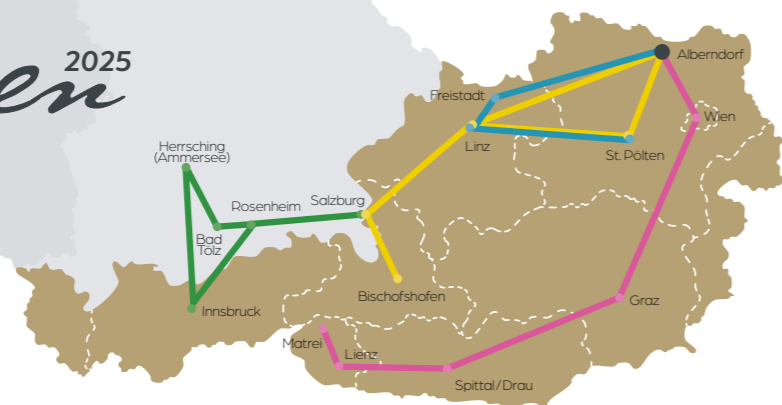 2025
en
Alberndorf
Freistadt
Wien
Linz
St. Pölten
Herrsching
(Ammersee)
Rosenheim
Salzburg
Bad
Tölz
Bischofshofen
Innsbruck
Graz
Matrei
Lienz
Spittal/Drau